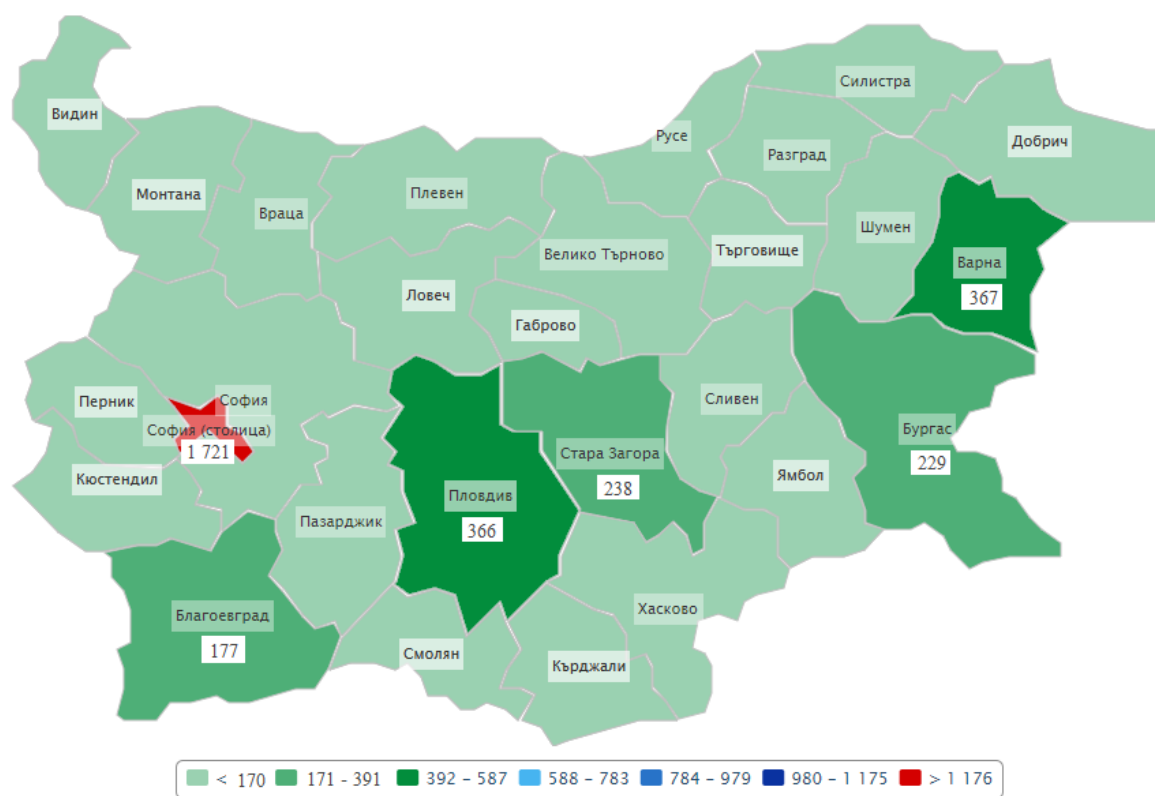 Силистра
Видин
Русе
Добрич
Разград
Монтана
Плевен
Враца
Шумен
Търговище
Велико Търново
Варна
367
Ловеч
Габрово
Перник
София
Сливен
София (столица)
1 721
Бургас
229
Стара Загора
238
Кюстендил
Ямбол
Пловдив
366
Пазарджик
Хасково
Благоевград
177
Смолян
Кърджали
< 170 171 - 391 392 – 587 588 – 783 784 – 979 980 – 1 175 > 1 176